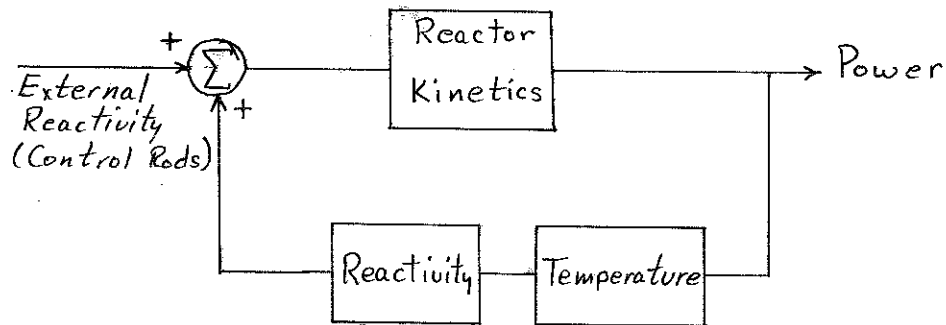 Reactor
Kinetics
Power
+
Σ
+
External
Reactivity
(Control Rods)
Reactivity
Temperature